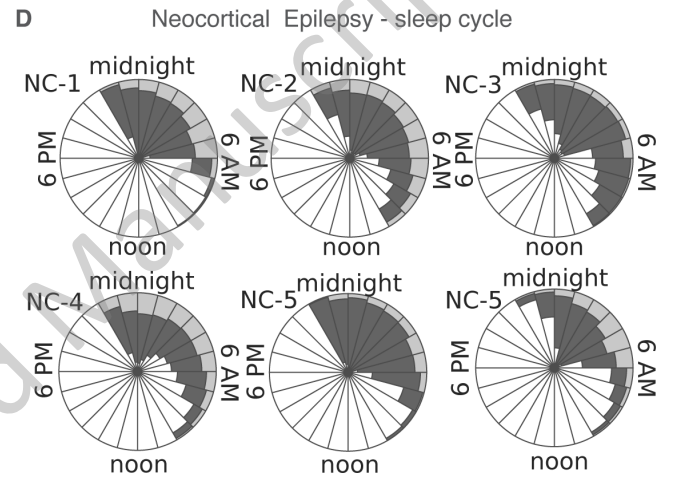 D Neocortical Epilepsy - sleep cycle
midnight midnight midnight
NC-1 NC-2 NC-3
6 PM 6 AM 6 PM 6 AM 6 PM 6 AM
noon noon noon
midnight midnight midnight
NC-4 NC-5 NC-5
6 PM 6 AM 6 PM 6 PM 6 AM
noon noon noon
d Manuscri